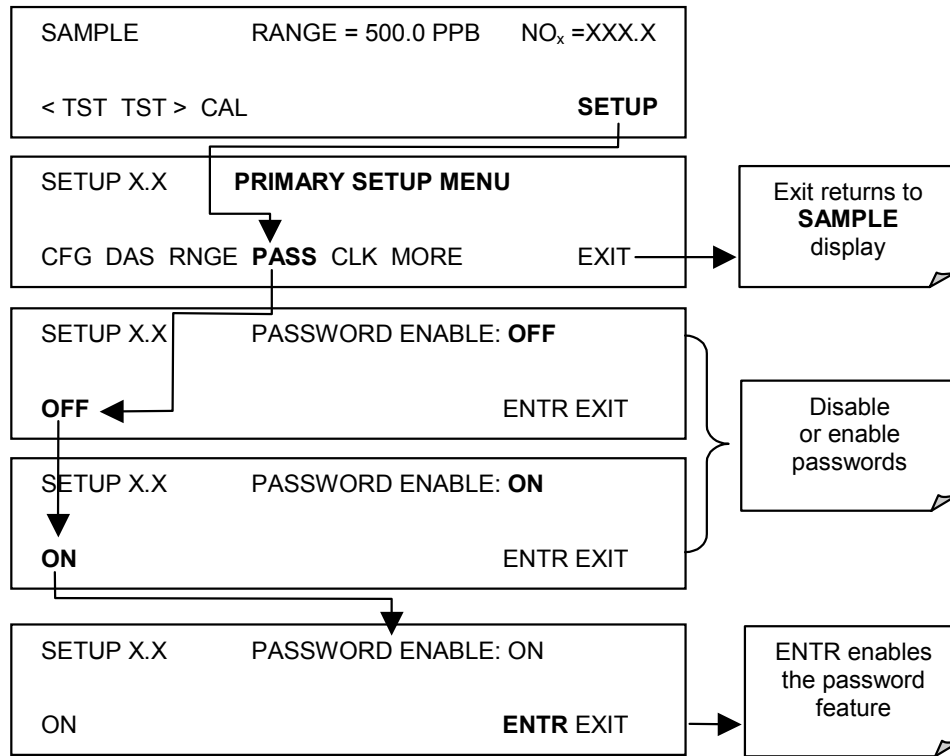 SAMPLE RANGE = 500.0 PPB NOₓ =XXX.X
< TST TST > CAL SETUP
SETUP X.X PRIMARY SETUP MENU
CFG DAS RNGE PASS CLK MORE EXIT
Exit returns to
SAMPLE
display
SETUP X.X PASSWORD ENABLE: OFF
OFF ENTR EXIT
SETUP X.X PASSWORD ENABLE: ON
ON ENTR EXIT
Disable
or enable
passwords
SETUP X.X PASSWORD ENABLE: ON
ON ENTR EXIT
ENTR enables
the password
feature